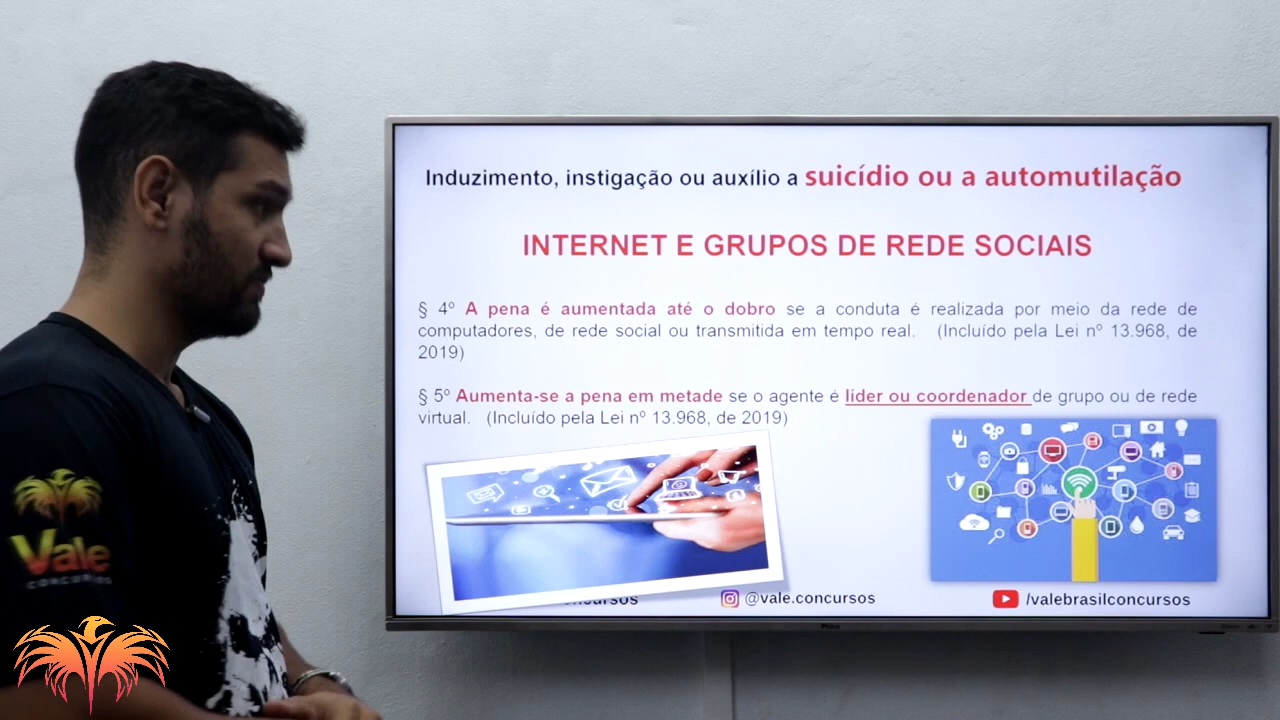 Induzimento, instigação ou auxílio a suicídio ou a automutilação
INTERNET E GRUPOS DE REDE SOCIAIS
§ 4º A pena é aumentada até o dobro se a conduta é realizada por meio da rede de
computadores, de rede social ou transmitida em tempo real. (Incluído pela Lei nº 13.968, de
2019)
§ 5º Aumenta-se a pena em metade se o agente é líder ou coordenador de grupo ou de rede
virtual. (Incluído pela Lei nº 13.968, de 2019)
concursos
@vale.concursos
/valebrasilconcursos
Philco
Vale
CONCURSOS